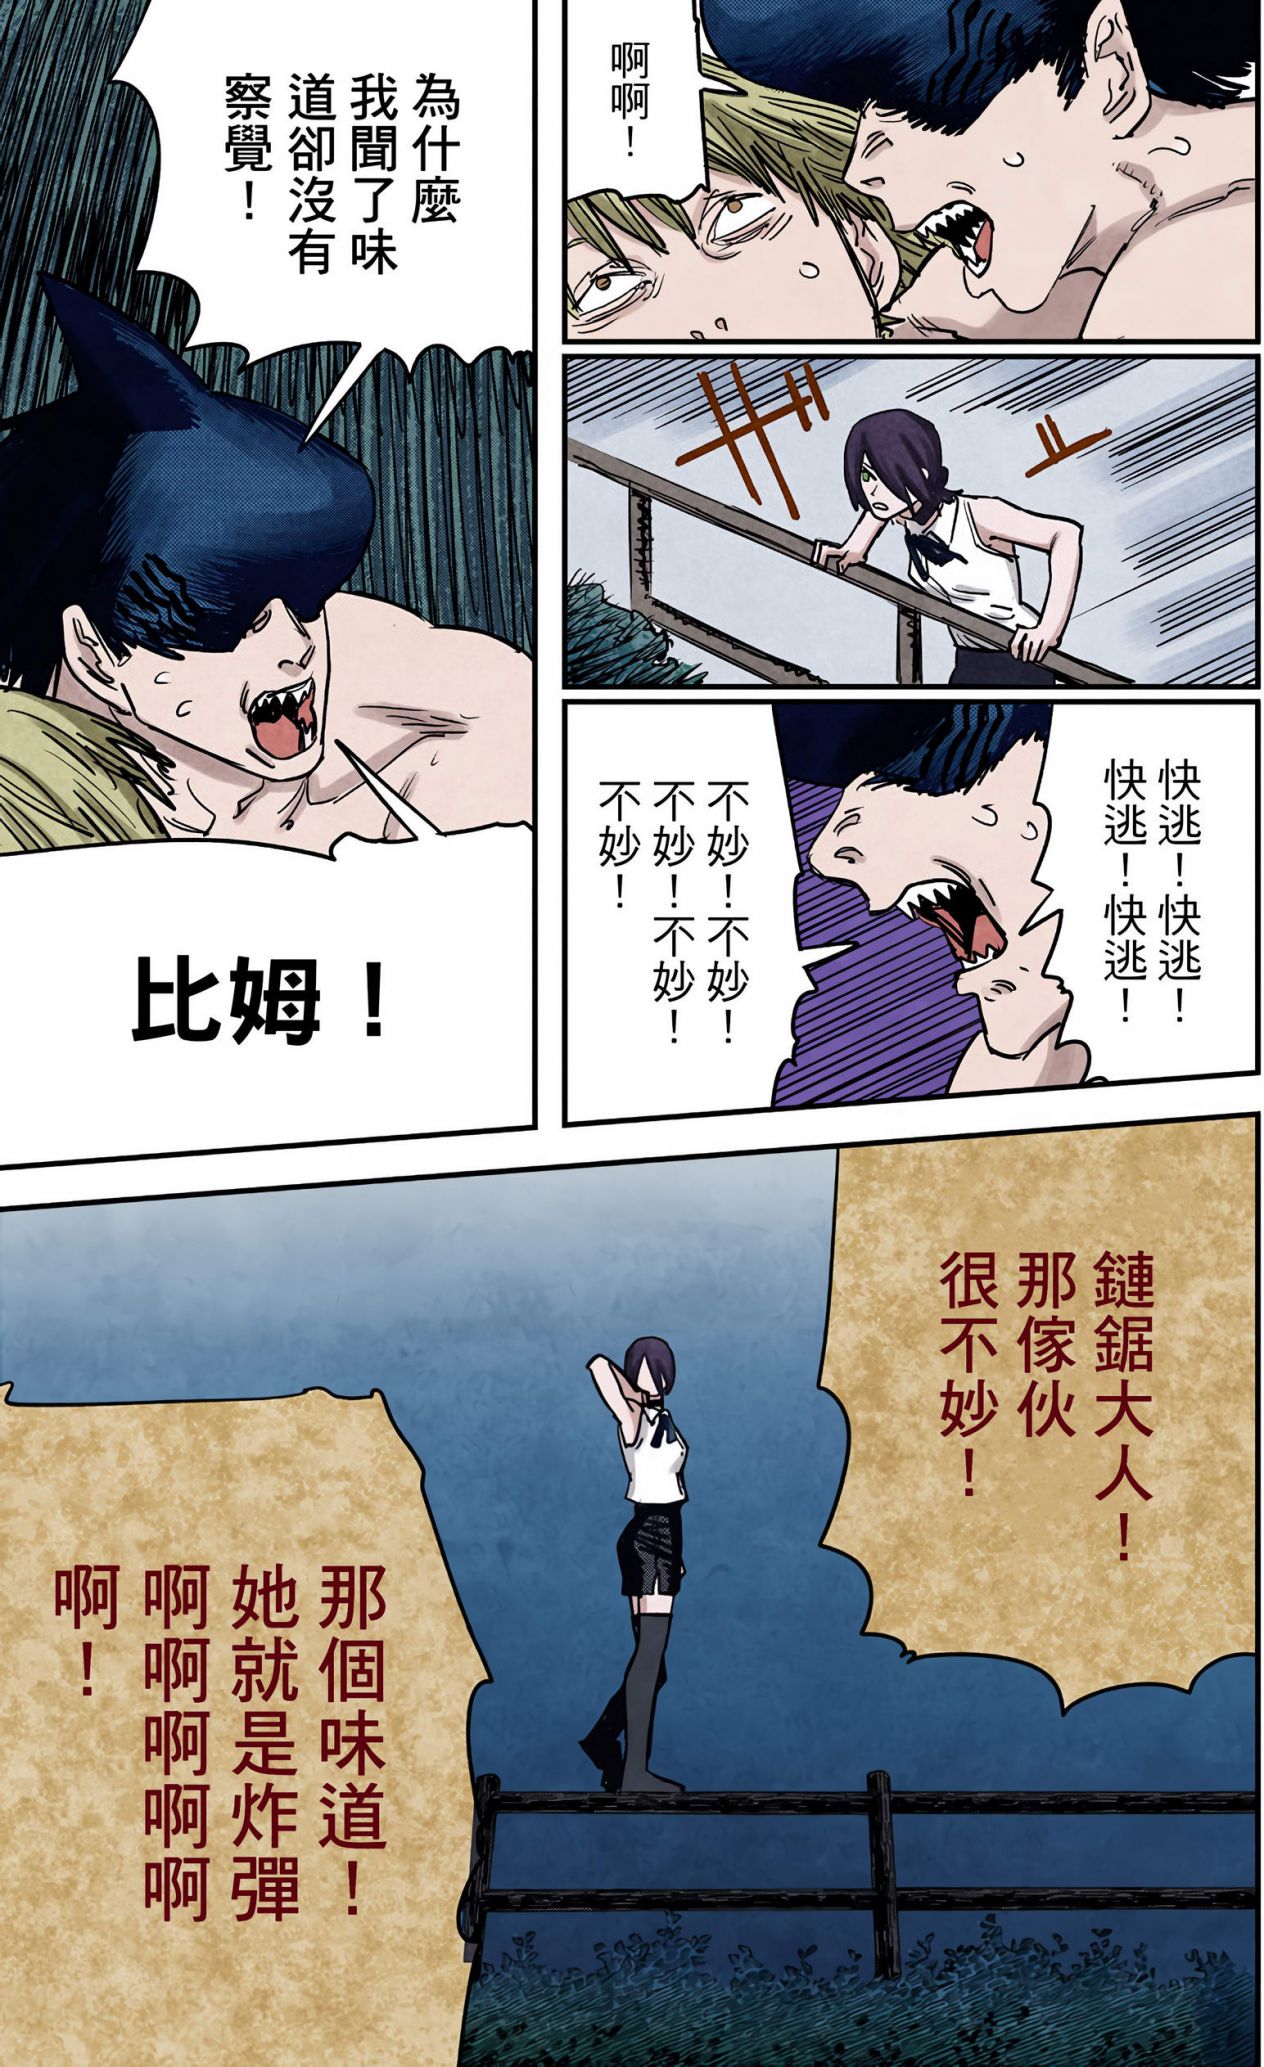 啊啊！
快逃！快逃！
快逃！快逃！
不妙！不妙！
不妙！不妙！
不妙！
為什麼
我聞了味
道卻沒有
察覺！
比姆！
鏈鋸大人！
那傢伙
很不妙！
那個味道！
她就是炸彈
啊啊啊啊啊
啊！